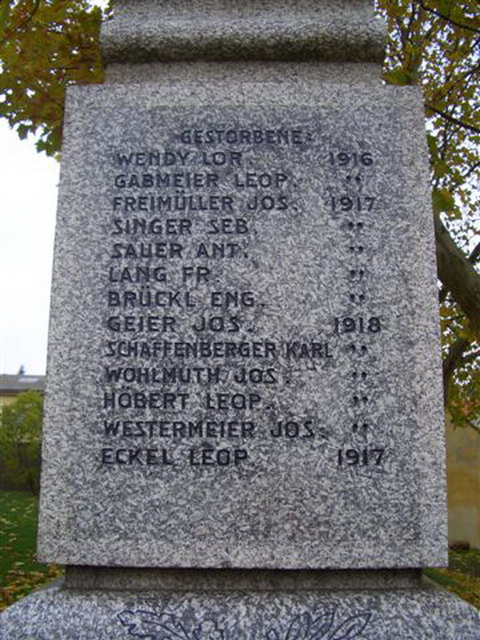 GESTORBENE:
WENDY LOR. 1916
GABMEIER LEOP. "
FREIMÜLLER JOS. 1917
SINGER SEB. "
SAUER ANT. "
LANG FR. "
BRÜCKL ENG. "
GEIER JOS. 1918
SCHAFFENBERGER KARL "
WOHLMUTH JOS. "
HÖBERT LEOP. "
WESTERMEIER JOS. "
ECKEL LEOP. 1917